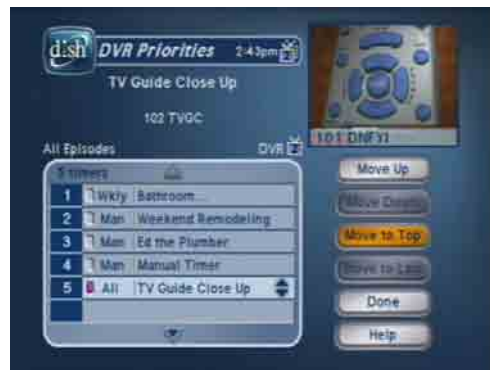 dish DVR Priorities 2:43pm
TV Guide Close Up
102 TVGC
101 DNFYI
All Episodes DVR
5 timers
1 Wkly Bathroom...
2 Man Weekend Remodeling
3 Man Ed the Plumber
4 Man Manual Timer
5 All TV Guide Close Up
Move Up
Move Down
Move to Top
Move to Last
Done
Help